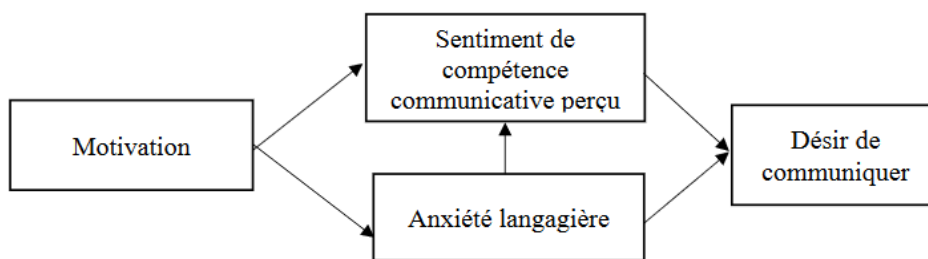 Motivation
Sentiment de
compétence
communicative perçu
Anxiété langagière
Désir de
communiquer